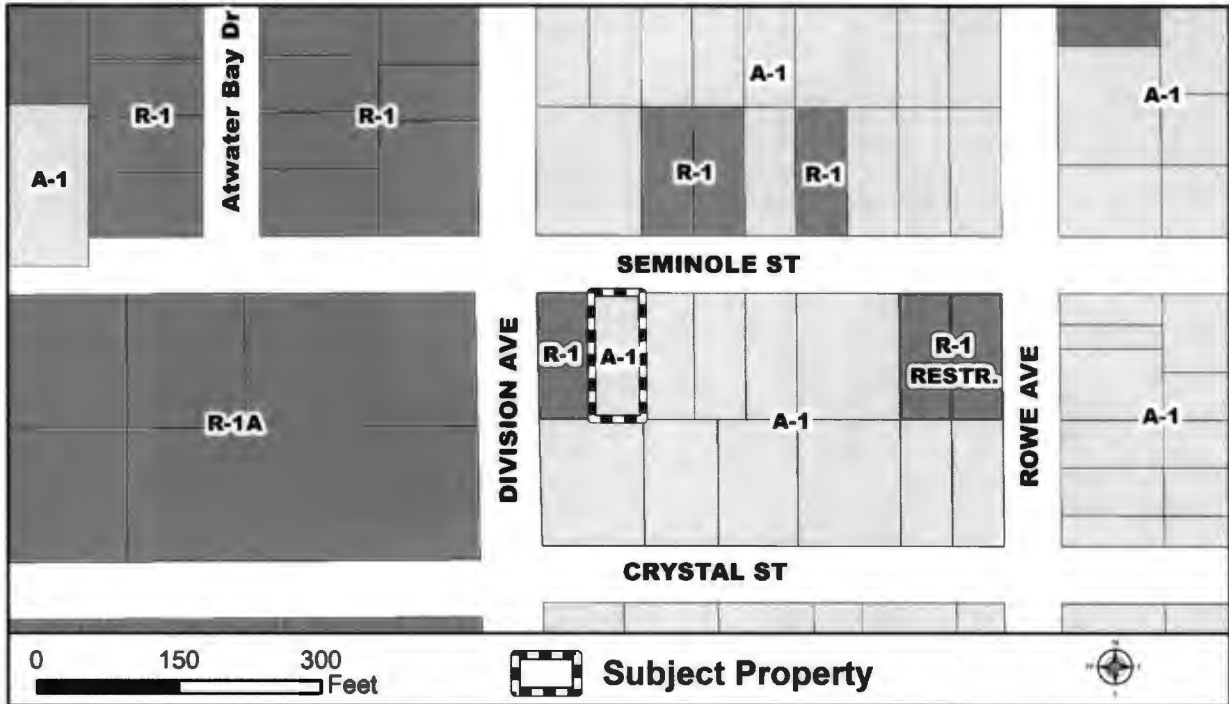 Atwater Bay Dr
A-1
A-1
R-1
R-1
A-1
R-1
R-1
SEMINOLE ST
DIVISION AVE
R-1
A-1
R-1
RESTR.
ROWE AVE
R-1A
A-1
A-1
CRYSTAL ST
0 150 300
Feet
Subject Property
N